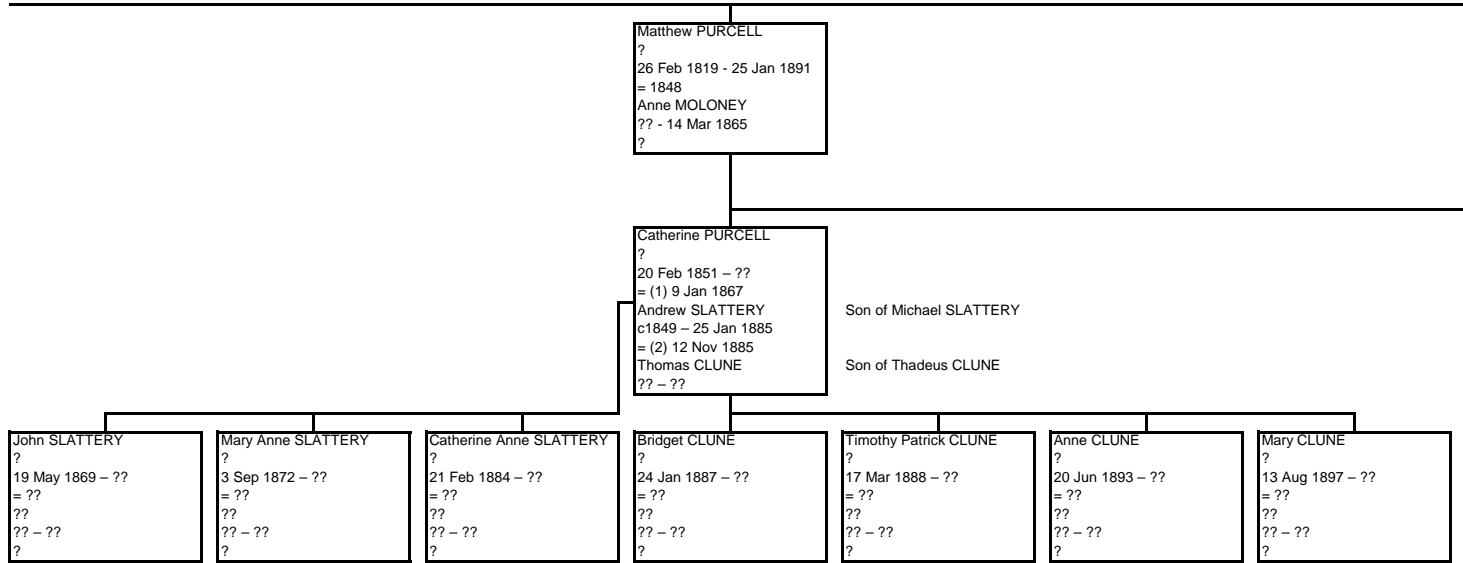 Matthew PURCELL
?
26 Feb 1819 - 25 Jan 1891
= 1848
Anne MOLONEY
?? - 14 Mar 1865
?
Catherine PURCELL
?
20 Feb 1851 – ??
= (1) 9 Jan 1867
Andrew SLATTERY
Son of Michael SLATTERY
c1849 – 25 Jan 1885
= (2) 12 Nov 1885
Thomas CLUNE
Son of Thadeus CLUNE
?? – ??
John SLATTERY
?
19 May 1869 – ??
= ??
??
?? – ??
?
Mary Anne SLATTERY
?
3 Sep 1872 – ??
= ??
??
?? – ??
?
Catherine Anne SLATTERY
?
21 Feb 1884 – ??
= ??
??
?? – ??
?
Bridget CLUNE
?
24 Jan 1887 – ??
= ??
??
?? – ??
?
Timothy Patrick CLUNE
?
17 Mar 1888 – ??
= ??
??
?? – ??
?
Anne CLUNE
?
20 Jun 1893 – ??
= ??
??
?? – ??
?
Mary CLUNE
?
13 Aug 1897 – ??
= ??
??
?? – ??
?